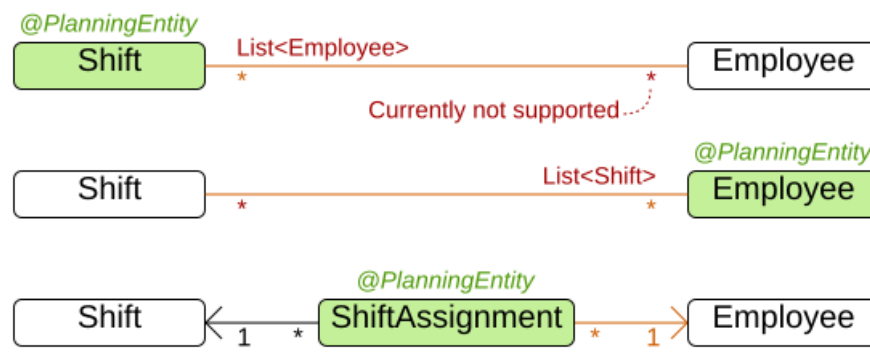 @PlanningEntity
Shift List<Employee> Employee
* *
Currently not supported
@PlanningEntity
Shift List<Shift> Employee
* *
@PlanningEntity
Shift ShiftAssignment Employee
1 * * 1